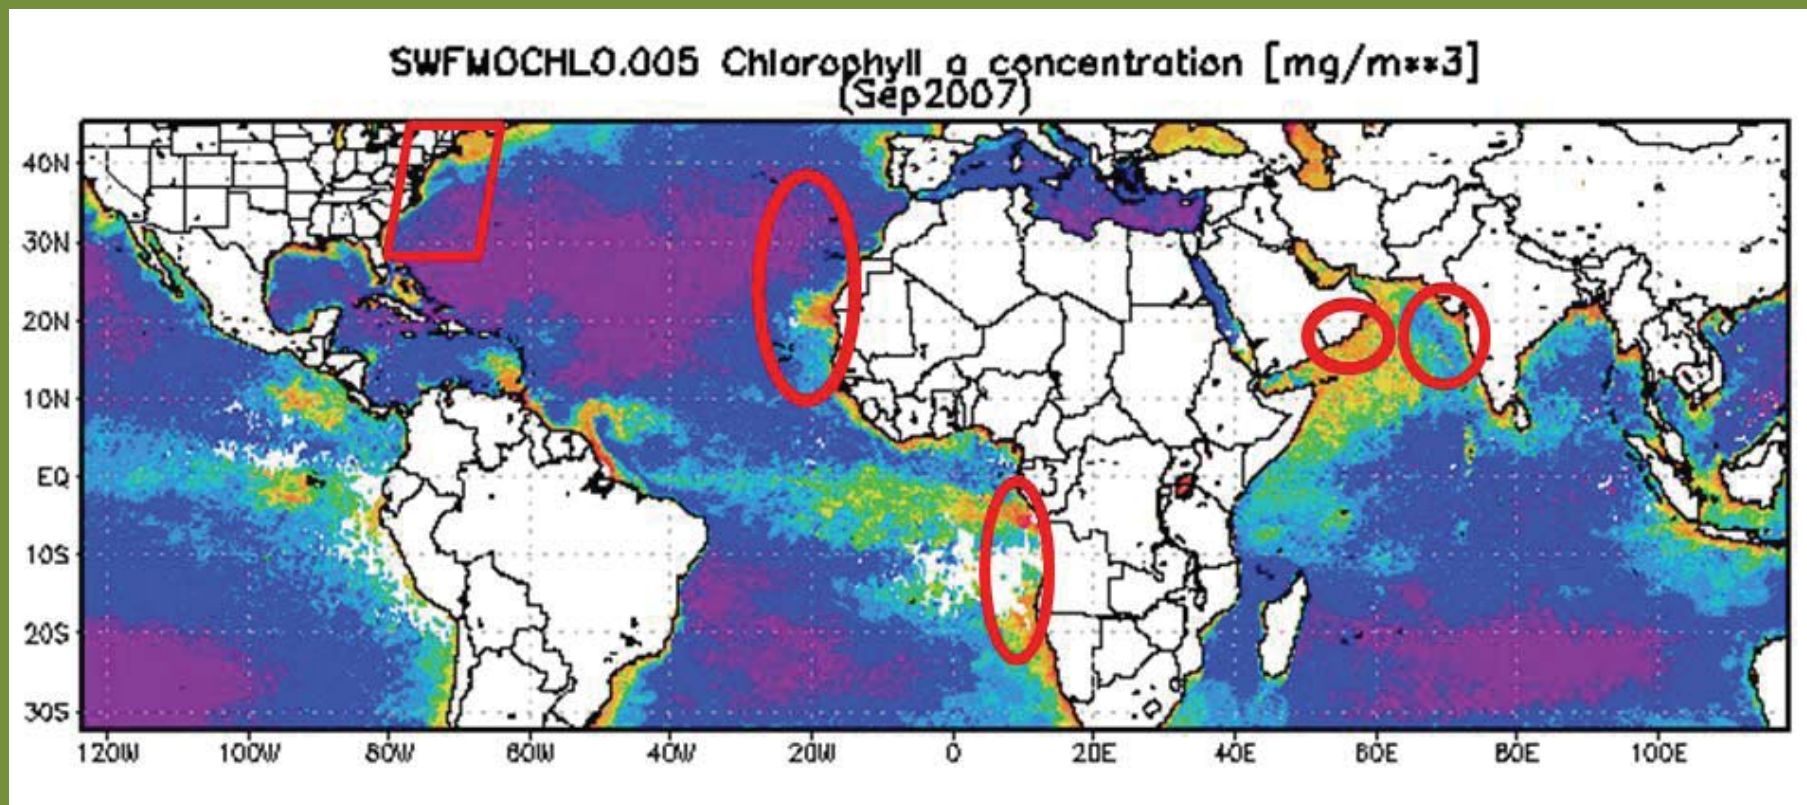 SWFMOCHLO.005 Chlorophyll a concentration [mg/m**3]
(Sep2007)
40N
30N
20N
10N
EQ
10S
20S
30S
120W 100W 80W 60W 40W 20W 0 20E 40E 60E 80E 100E